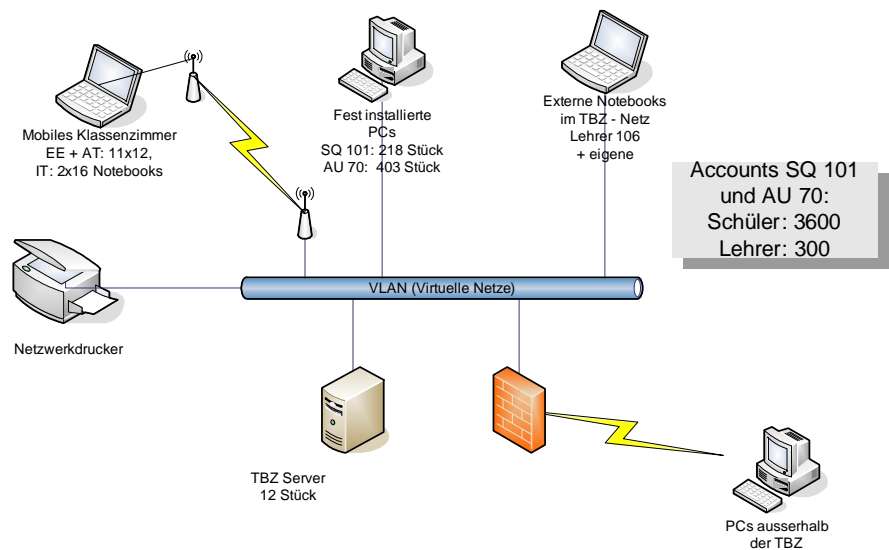 Mobiles Klassenzimmer
EE + AT: 11x12,
IT: 2x16 Notebooks
Fest installierte
PCs
SQ 101: 218 Stück
AU 70:  403 Stück
Externe Notebooks
im TBZ - Netz
Lehrer 106
+ eigene
Accounts SQ 101
und AU 70:
Schüler: 3600
Lehrer: 300
VLAN (Virtuelle Netze)
Netzwerkdrucker
TBZ Server
12 Stück
PCs ausserhalb
der TBZ